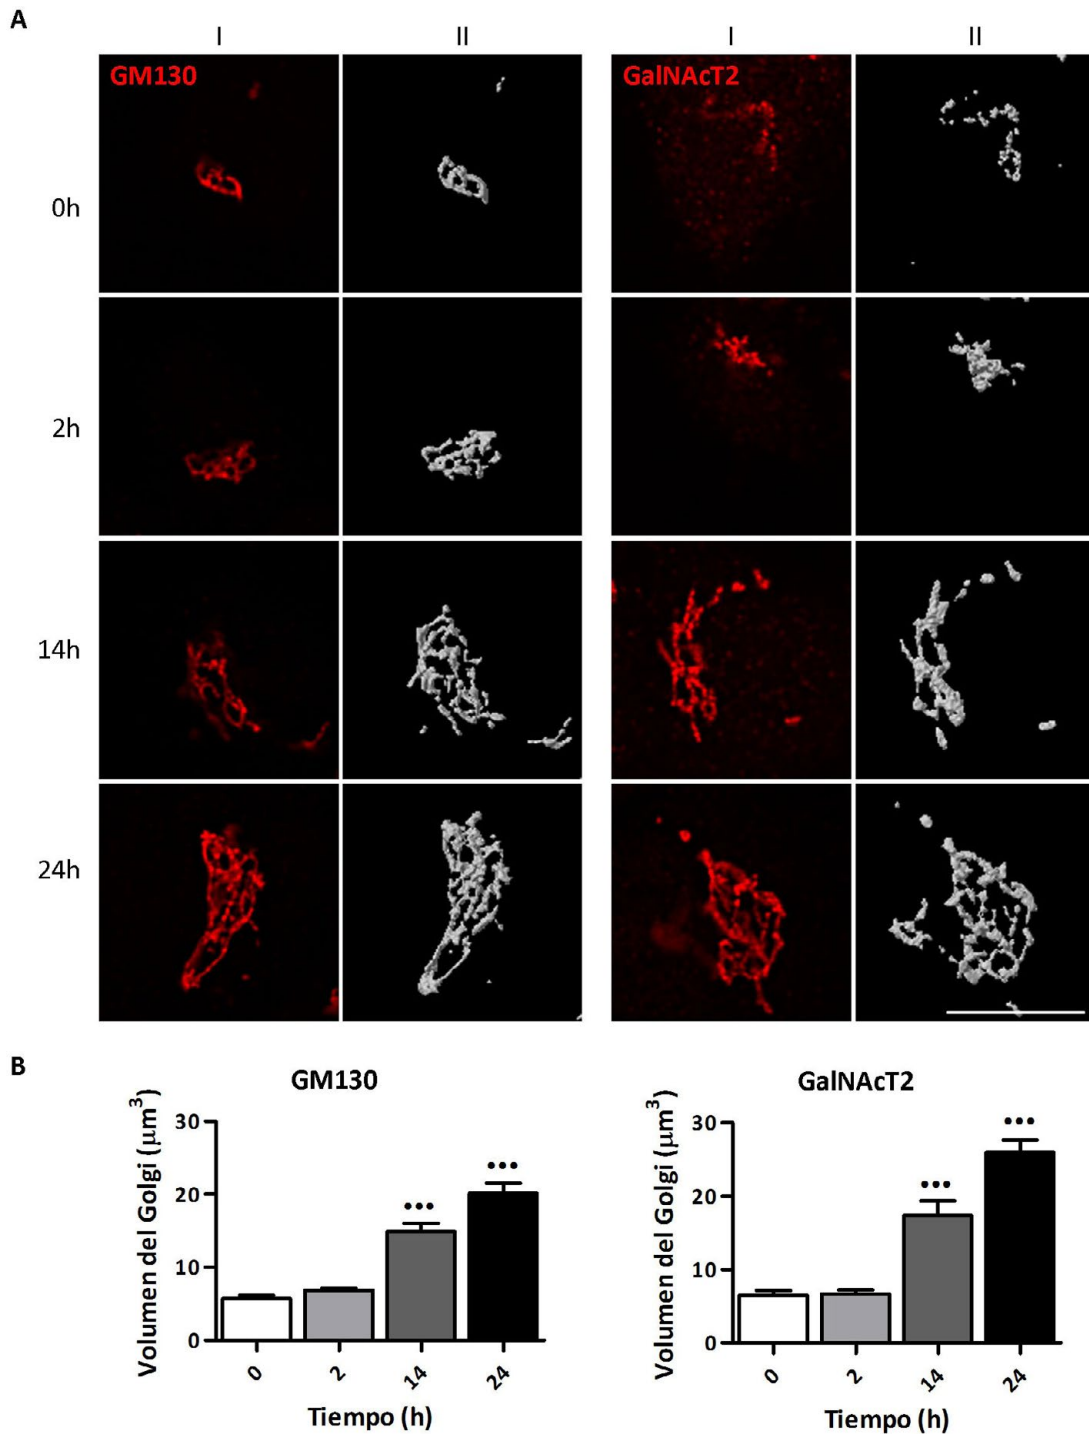 A
I II I II
GM130 GalNAcT2
0h
2h
14h
24h
B
GM130
Volumen del Golgi (μm³)
30
20
10
0
••• •••
0 2 14 24
Tiempo (h)
GalNAcT2
Volumen del Golgi (μm³)
30
20
10
0
••• •••
0 2 14 24
Tiempo (h)